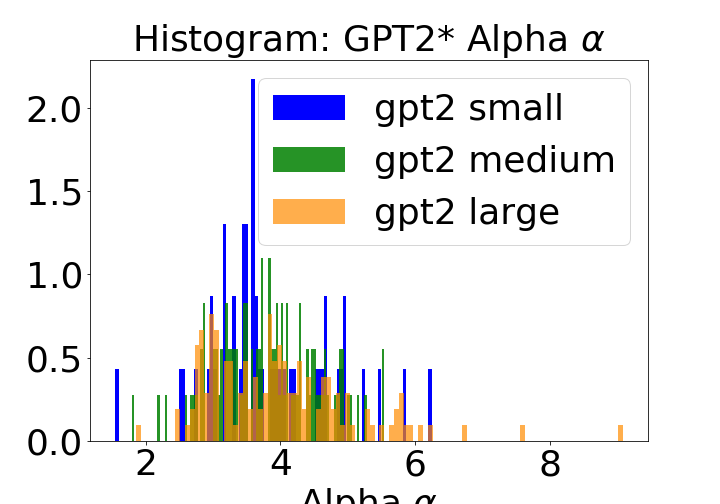 Histogram: GPT2* Alpha α
2.0
1.5
1.0
0.5
0.0
gpt2 small
gpt2 medium
gpt2 large
2 4 6 8
Alpha α